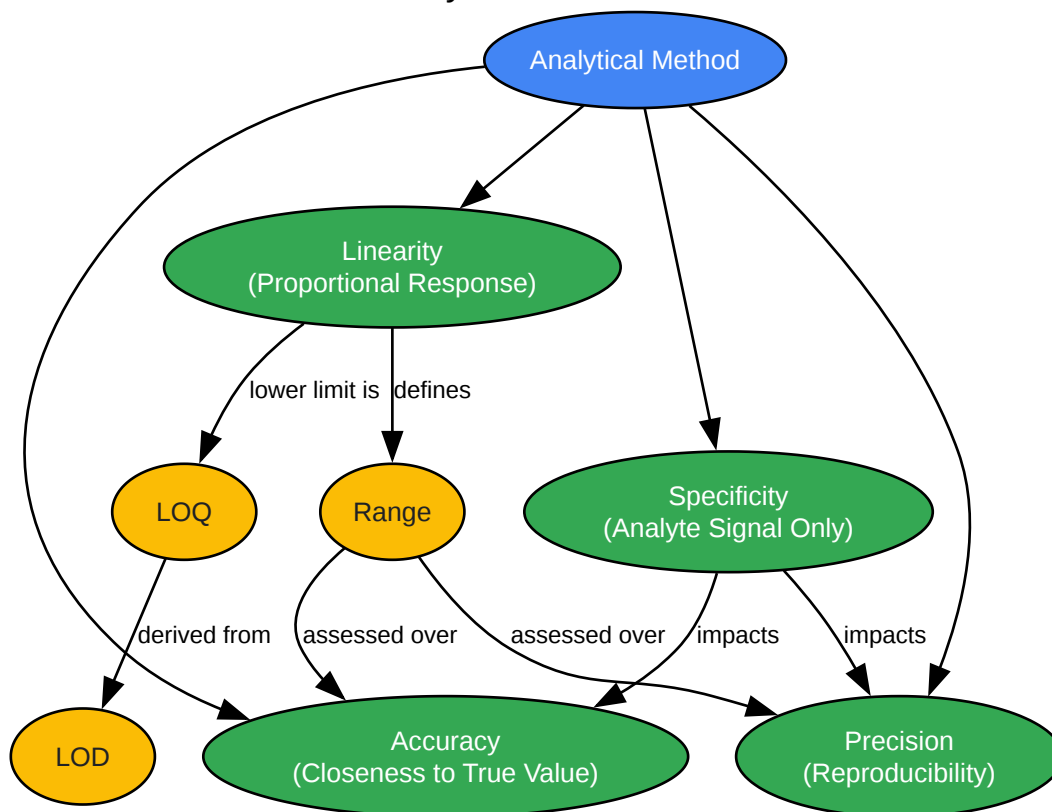 Analytical Method
Linearity
(Proportional Response)
lower limit is
defines
LOQ
Range
Specificity
(Analyte Signal Only)
derived from
assessed over
assessed over
impacts
impacts
LOD
Accuracy
(Closeness to True Value)
Precision
(Reproducibility)